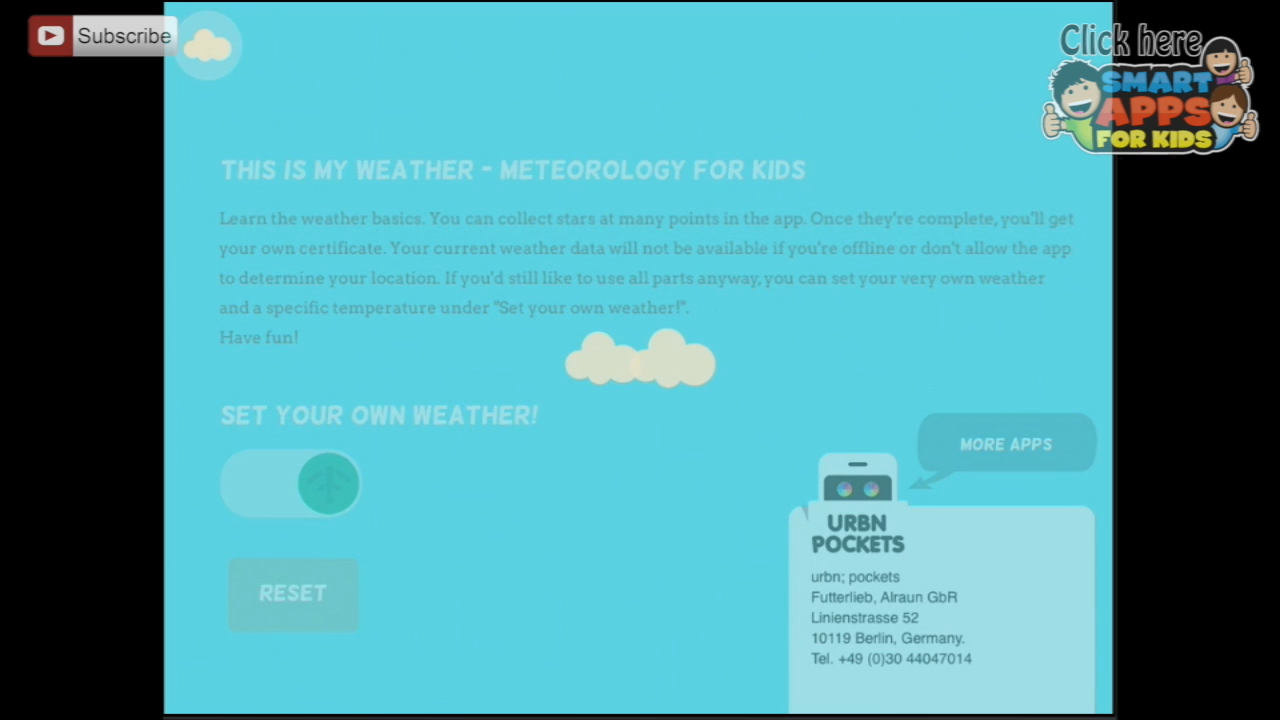 Subscribe
Click here
SMART
APPS
FOR KIDS
THIS IS MY WEATHER - METEOROLOGY FOR KIDS
Learn the weather basics. You can collect stars at many points in the app. Once they're complete, you'll get
your own certificate. Your current weather data will not be available if you're offline or don't allow the app
to determine your location. If you'd still like to use all parts anyway, you can set your very own weather
and a specific temperature under "Set your own weather!".
Have fun!
SET YOUR OWN WEATHER!
RESET
MORE APPS
URBN
POCKETS
urbn; pockets
Futterlieb, Alraun GbR
Linienstrasse 52
10119 Berlin, Germany.
Tel. +49 (0)30 44047014